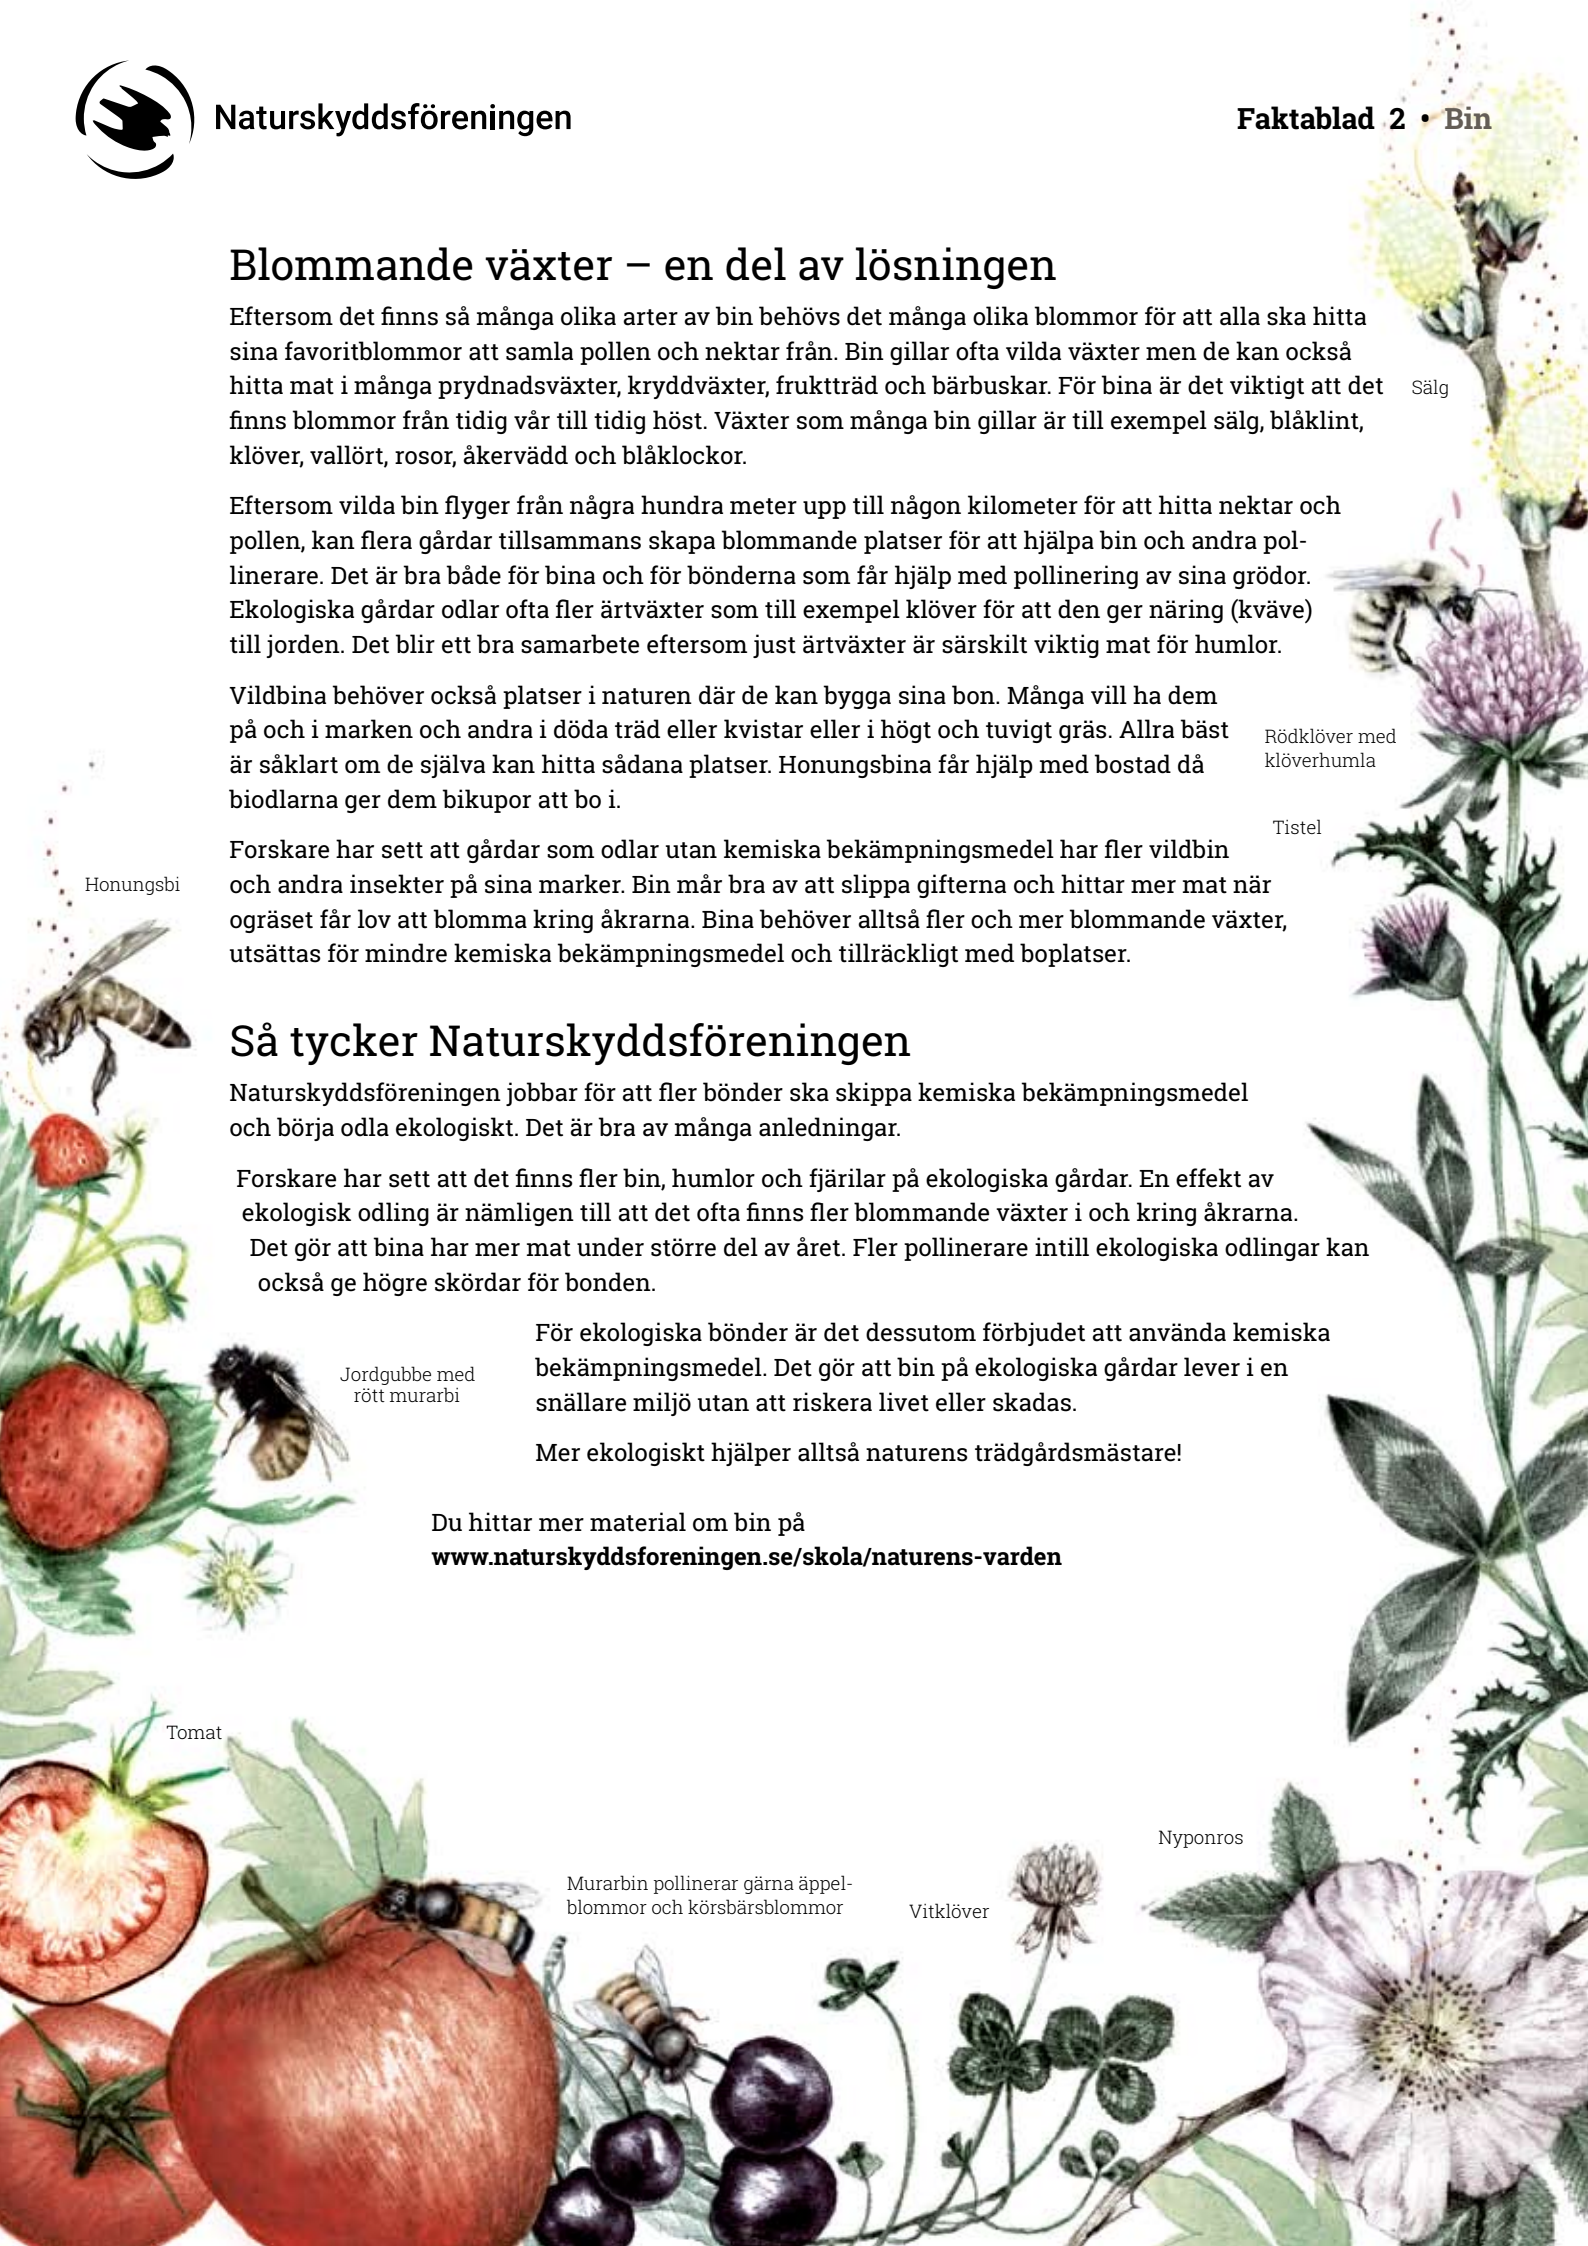 Naturskyddsföreningen
Faktablad 2 • Bin
Blommande växter – en del av lösningen
Eftersom det finns så många olika arter av bin behövs det många olika blommor för att alla ska hitta
sina favoritblommor att samla pollen och nektar från. Bin gillar ofta vilda växter men de kan också
hitta mat i många prydnadsväxter, kryddväxter, fruktträd och bärbuskar. För bina är det viktigt att det
finns blommor från tidig vår till tidig höst. Växter som många bin gillar är till exempel sälg, blåklint,
klöver, vallört, rosor, åkervädd och blåklockor.
Sälg
Eftersom vilda bin flyger från några hundra meter upp till någon kilometer för att hitta nektar och
pollen, kan flera gårdar tillsammans skapa blommande platser för att hjälpa bin och andra pol-
linerare. Det är bra både för bina och för bönderna som får hjälp med pollinering av sina grödor.
Ekologiska gårdar odlar ofta fler ärtväxter som till exempel klöver för att den ger näring (kväve)
till jorden. Det blir ett bra samarbete eftersom just ärtväxter är särskilt viktig mat för humlor.
Vildbina behöver också platser i naturen där de kan bygga sina bon. Många vill ha dem
på och i marken och andra i döda träd eller kvistar eller i högt och tuvigt gräs. Allra bäst
är såklart om de själva kan hitta sådana platser. Honungsbina får hjälp med bostad då
biodlarna ger dem bikupor att bo i.
Rödklöver med
klöverhumla
Tistel
Forskare har sett att gårdar som odlar utan kemiska bekämpningsmedel har fler vildbin
och andra insekter på sina marker. Bin mår bra av att slippa gifterna och hittar mer mat när
ogräset får lov att blomma kring åkrarna. Bina behöver alltså fler och mer blommande växter,
utsättas för mindre kemiska bekämpningsmedel och tillräckligt med boplatser.
Honungsbi
Så tycker Naturskyddsföreningen
Naturskyddsföreningen jobbar för att fler bönder ska skippa kemiska bekämpningsmedel
och börja odla ekologiskt. Det är bra av många anledningar.
Forskare har sett att det finns fler bin, humlor och fjärilar på ekologiska gårdar. En effekt av
ekologisk odling är nämligen till att det ofta finns fler blommande växter i och kring åkrarna.
Det gör att bina har mer mat under större del av året. Fler pollinerare intill ekologiska odlingar kan
också ge högre skördar för bonden.
Jordgubbe med
rött murarbi
För ekologiska bönder är det dessutom förbjudet att använda kemiska
bekämpningsmedel. Det gör att bin på ekologiska gårdar lever i en
snällare miljö utan att riskera livet eller skadas.
Mer ekologiskt hjälper alltså naturens trädgårdsmästare!
Du hittar mer material om bin på
www.naturskyddsforeningen.se/skola/naturens-varden
Tomat
Murarbin pollinerar gärna äppel-
blommor och körsbärsblommor
Vitklöver
Nyponros